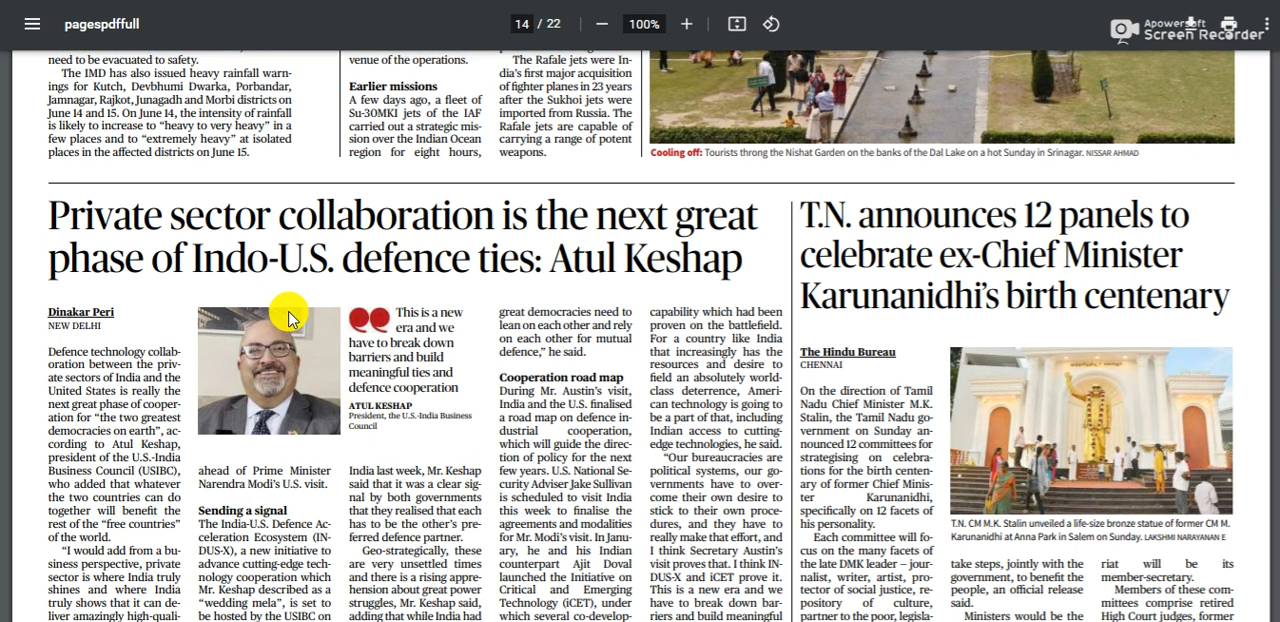 pagespdffull
14 / 22
100%
Apowersoft
Screen Recorder
need to be evacuated to safety.
The IMD has also issued heavy rainfall warn-
ings for Kutch, Devbhumi Dwarka, Porbandar,
Jamnagar, Rajkot, Junagadh and Morbi districts on
June 14 and 15. On June 14, the intensity of rainfall
is likely to increase to “heavy to very heavy” in a
few places and to “extremely heavy” at isolated
places in the affected districts on June 15.
venue of the operations.
Earlier missions
A few days ago, a fleet of
Su-30MKI jets of the IAF
carried out a strategic mis-
sion over the Indian Ocean
region for eight hours,
The Rafale jets were In-
dia’s first major acquisition
of fighter planes in 23 years
after the Sukhoi jets were
imported from Russia. The
Rafale jets are capable of
carrying a range of potent
weapons.
Cooling off: Tourists throng the Nishat Garden on the banks of the Dal Lake on a hot Sunday in Srinagar. NISSAR AHMAD
Private sector collaboration is the next great
phase of Indo-U.S. defence ties: Atul Keshap
Dinakar Peri
NEW DELHI
Defence technology collab-
oration between the priv-
ate sectors of India and the
United States is really the
next great phase of cooper-
ation for “the two greatest
democracies on earth”, ac-
cording to Atul Keshap,
president of the U.S.-India
Business Council (USIBC),
who added that whatever
the two countries can do
together will benefit the
rest of the “free countries”
of the world.
“I would add from a bu-
siness perspective, private
sector is where India truly
shines and where India
truly shows that it can de-
liver amazingly high-quali-
ahead of Prime Minister
Narendra Modi’s U.S. visit.
Sending a signal
The India-U.S. Defence Ac-
celeration Ecosystem (IN-
DUS-X), a new initiative to
advance cutting-edge tech-
nology cooperation which
Mr. Keshap described as a
“wedding mela”, is set to
be hosted by the USIBC on
This is a new
era and we
have to break down
barriers and build
meaningful ties and
defence cooperation
ATUL KESHAP
President, the U.S.-India Business
Council
India last week, Mr. Keshap
said that it was a clear sig-
nal by both governments
that they realised that each
has to be the other’s pre-
ferred defence partner.
Geo-strategically, these
are very unsettled times
and there is a rising appre-
hension about great power
struggles, Mr. Keshap said,
adding that while India had
great democracies need to
lean on each other and rely
on each other for mutual
defence,” he said.
Cooperation road map
During Mr. Austin’s visit,
India and the U.S. finalised
a road map on defence in-
dustrial cooperation,
which will guide the direc-
tion of policy for the next
few years. U.S. National Se-
curity Adviser Jake Sullivan
is scheduled to visit India
this week to finalise the
agreements and modalities
for Mr. Modi’s visit. In Janu-
ary, he and his Indian
counterpart Ajit Doval
launched the Initiative on
Critical and Emerging
Technology (iCET), under
which several co-develop-
capability which had been
proven on the battlefield.
For a country like India
that increasingly has the
resources and desire to
field an absolutely world-
class deterrence, Ameri-
can technology is going to
be a part of that, including
Indian access to cutting-
edge technologies, he said.
“Our bureaucracies are
political systems, our go-
vernments have to over-
come their own desire to
stick to their own proce-
dures, and they have to
really make that effort, and
I think Secretary Austin’s
visit proves that. I think IN-
DUS-X and iCET prove it.
This is a new era and we
have to break down bar-
riers and build meaningful
T.N. announces 12 panels to
celebrate ex-Chief Minister
Karunanidhi’s birth centenary
The Hindu Bureau
CHENNAI
On the direction of Tamil
Nadu Chief Minister M.K.
Stalin, the Tamil Nadu go-
vernment on Sunday an-
nounced 12 committees for
strategising on celebra-
tions for the birth centen-
ary of former Chief Minis-
ter Karunanidhi,
specifically on 12 facets of
his personality.
Each committee will fo-
cus on the many facets of
the late DMK leader – jour-
nalist, writer, artist, pro-
tector of social justice, re-
pository of culture,
partner to the poor, legisla-
T.N. CM M.K. Stalin unveiled a life-size bronze statue of former CM M.
Karunanidhi at Anna Park in Salem on Sunday. LAKSHMI NARAYANAN E
take steps, jointly with the
government, to benefit the
people, an official release
said.
Ministers would be the
riat will be its
member-secretary.
Members of these com-
mittees comprise retired
High Court judges, former